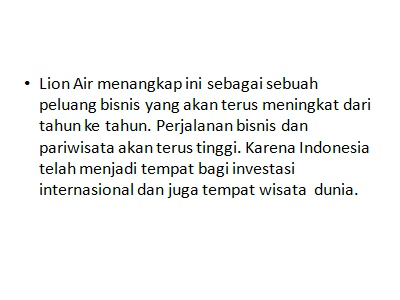 • Lion Air menangkap ini sebagai sebuah
peluang bisnis yang akan terus meningkat dari
tahun ke tahun. Perjalanan bisnis dan
pariwisata akan terus tinggi. Karena Indonesia
telah menjadi tempat bagi investasi
internasional dan juga tempat wisata  dunia.